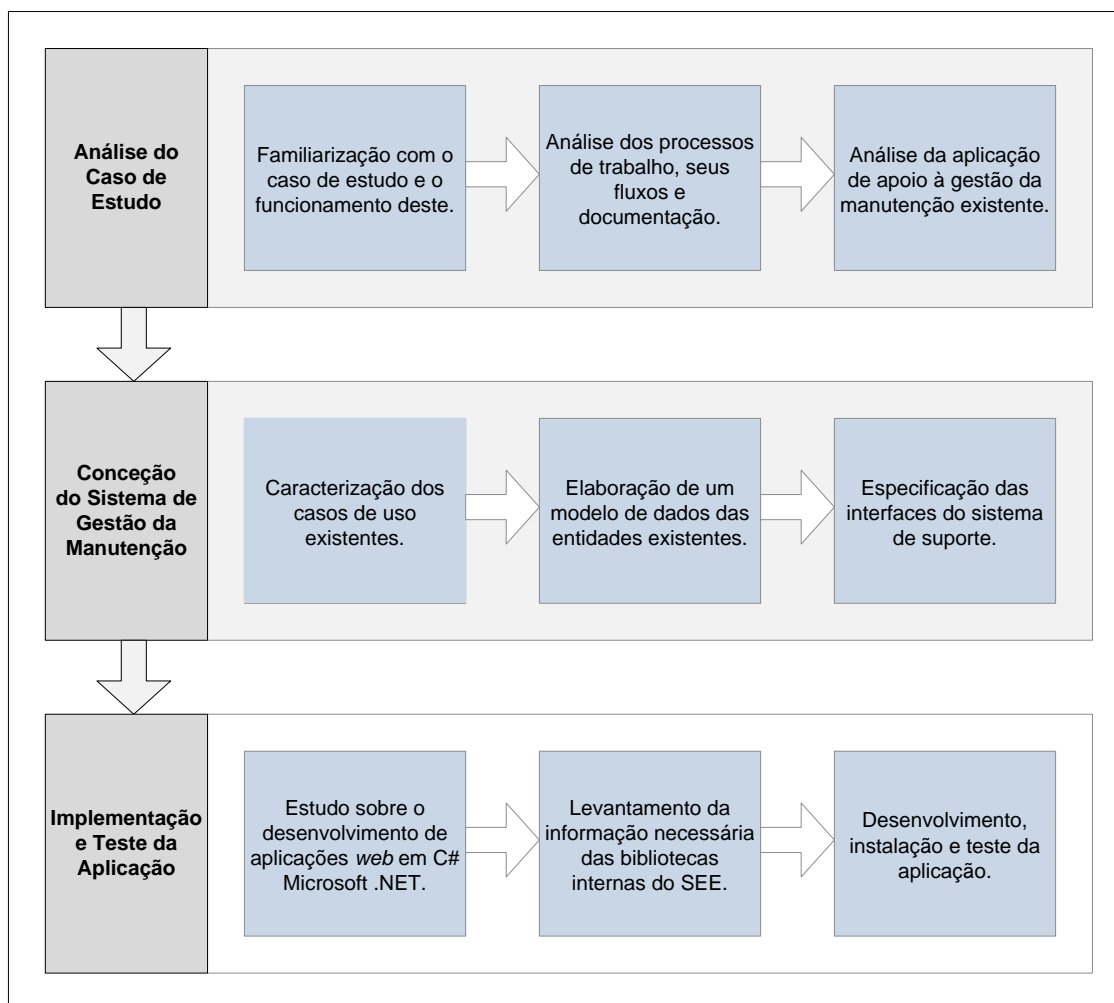 Análise do
Caso de
Estudo
Familiarização com o
caso de estudo e o
funcionamento deste.
Análise dos processos
de trabalho, seus
fluxos e
documentação.
Análise da aplicação
de apoio à gestão da
manutenção existente.
Conceção
do Sistema de
Gestão da
Manutenção
Caracterização dos
casos de uso
existentes.
Elaboração de um
modelo de dados das
entidades existentes.
Especificação das
interfaces do sistema
de suporte.
Implementação
e Teste da
Aplicação
Estudo sobre o
desenvolvimento de
aplicações web em C#
Microsoft .NET.
Levantamento da
informação necessária
das bibliotecas
internas do SEE.
Desenvolvimento,
instalação e teste da
aplicação.